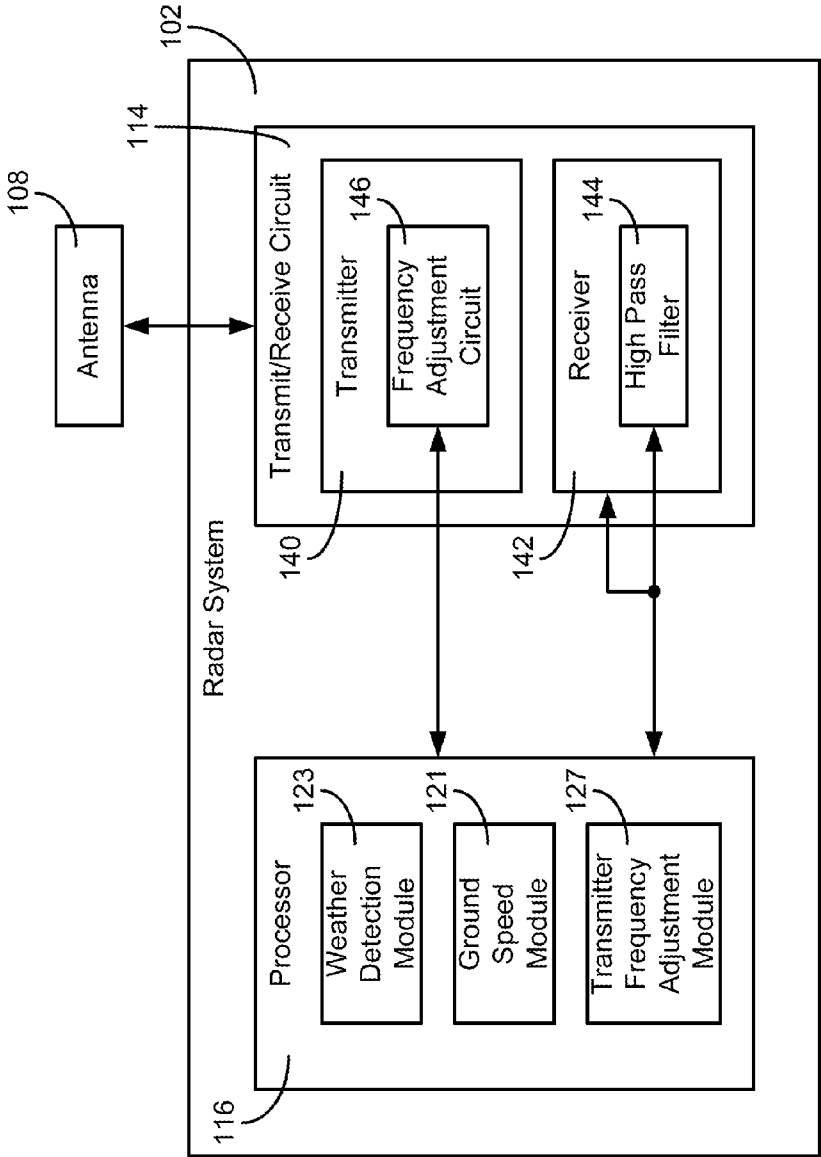 108
Antenna
102
Radar System
114
Transmit/Receive Circuit
140
Transmitter
146
Frequency
Adjustment
Circuit
142
Receiver
144
High Pass
Filter
116
Processor
123
Weather
Detection
Module
121
Ground
Speed
Module
127
Transmitter
Frequency
Adjustment
Module